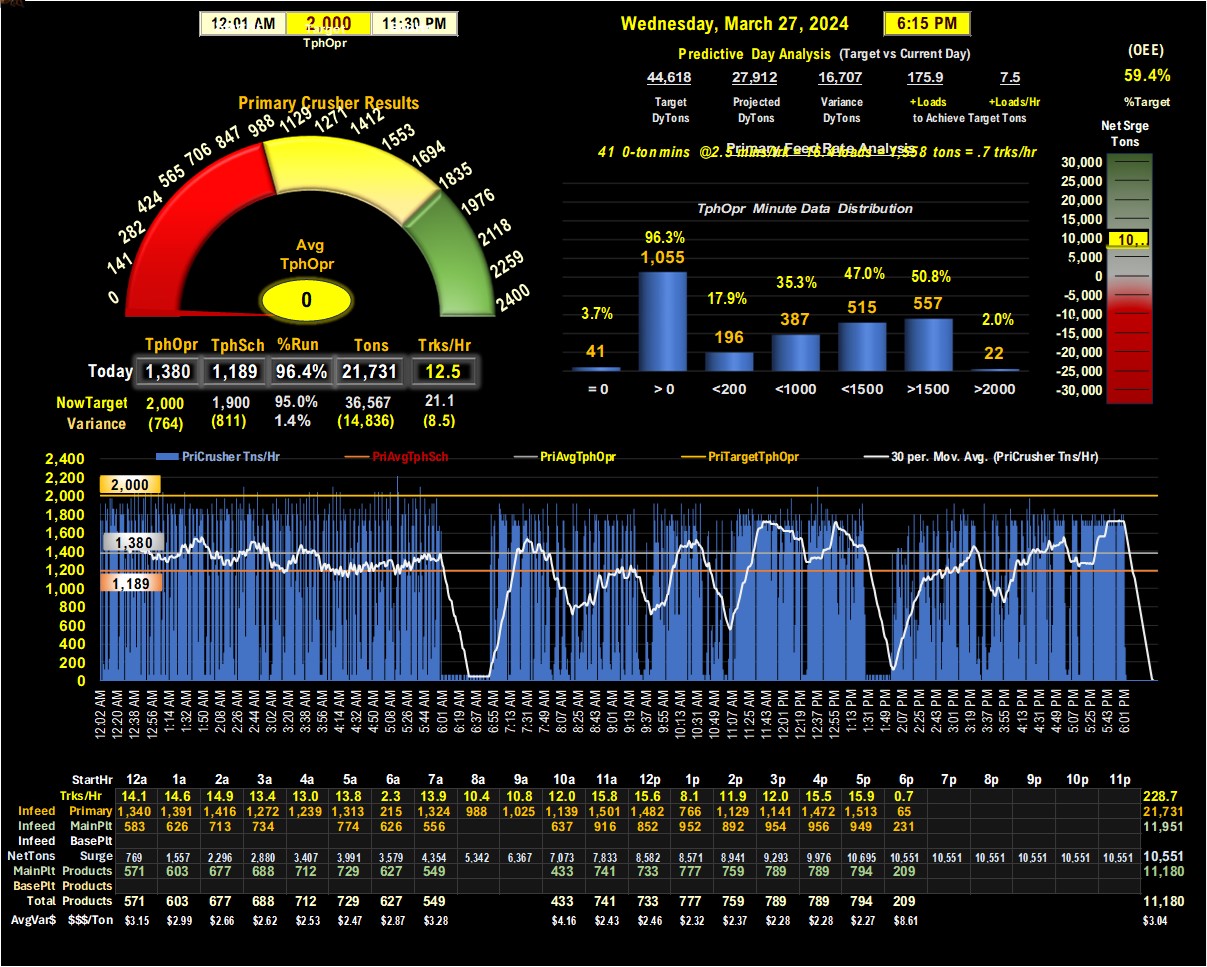 12:01 AM 2,000 11:30 PM
TphOpr
Wednesday, March 27, 2024 6:15 PM
Predictive Day Analysis (Target vs Current Day)
44,618 27,912 16,707 175.9 7.5
Target Projected Variance +Loads +Loads/Hr
DyTons DyTons DyTons to Achieve Target Tons
(OEE)
59.4%
%Target
Net Srge
Tons
Primary Crusher Results
0 141 282 424 565 706 847 988 1129 1271 1412 1553 1694 1835 1976 2118 2259 2400
Avg
TphOpr
0
TphOpr TphSch %Run Tons Trks/Hr
Today 1,380 1,189 96.4% 21,731 12.5
NowTarget 2,000 1,900 95.0% 36,567 21.1
Variance (764) (811) 1.4% (14,836) (8.5)
Primary Feed Rate Analysis
41 0-ton mins @2.5 mins/trk = 16.4 loads = 1,558 tons = .7 trks/hr
TphOpr Minute Data Distribution
3.7% 96.3% 17.9% 35.3% 47.0% 50.8% 2.0%
41 1,055 196 387 515 557 22
= 0 > 0 <200 <1000 <1500 >1500 >2000
30,000
25,000
20,000
15,000
10,000
10,..
5,000
0
-5,000
-10,000
-15,000
-20,000
-25,000
-30,000
PriCrusher Tns/Hr PriAvgTphSch PriAvgTphOpr PriTargetTphOpr 30 per. Mov. Avg. (PriCrusher Tns/Hr)
2,400
2,200
2,000
1,800
1,600
1,400
1,200
1,000
800
600
400
200
0
2,000
1,380
1,189
12:02 AM 12:20 AM 12:38 AM 12:56 AM 1:14 AM 1:32 AM 1:50 AM 2:08 AM 2:26 AM 2:44 AM 3:02 AM 3:20 AM 3:38 AM 3:56 AM 4:14 AM 4:32 AM 4:50 AM 5:08 AM 5:26 AM 5:44 AM 6:01 AM 6:19 AM 6:37 AM 6:55 AM 7:13 AM 7:31 AM 7:49 AM 8:07 AM 8:25 AM 8:43 AM 9:01 AM 9:19 AM 9:37 AM 9:55 AM 10:13 AM 10:31 AM 10:49 AM 11:07 AM 11:25 AM 11:43 AM 12:01 PM 12:19 PM 12:37 PM 12:55 PM 1:13 PM 1:31 PM 1:49 PM 2:07 PM 2:25 PM 2:43 PM 3:01 PM 3:19 PM 3:37 PM 3:55 PM 4:13 PM 4:31 PM 4:49 PM 5:07 PM 5:25 PM 5:43 PM 6:01 PM
StartHr 12a 1a 2a 3a 4a 5a 6a 7a 8a 9a 10a 11a 12p 1p 2p 3p 4p 5p 6p 7p 8p 9p 10p 11p
Trks/Hr 14.1 14.6 14.9 13.4 13.0 13.8 2.3 13.9 10.4 10.8 12.0 15.8 15.6 8.1 11.9 12.0 15.5 15.9 0.7 228.7
Infeed Primary 1,340 1,391 1,416 1,272 1,239 1,313 215 1,324 988 1,025 1,139 1,501 1,482 766 1,129 1,141 1,472 1,513 65 21,731
Infeed MainPlt 583 626 713 734 774 626 556 637 916 852 952 892 954 956 949 231 11,951
Infeed BasePlt
NetTons Surge 769 1,557 2,296 2,880 3,407 3,991 3,579 4,354 5,342 6,367 7,073 7,833 8,582 8,571 8,941 9,293 9,976 10,695 10,551 10,551 10,551 10,551 10,551 10,551 10,551
MainPlt Products 571 603 677 688 712 729 627 549 433 741 733 777 759 789 789 794 209 11,180
BasePlt Products
Total Products 571 603 677 688 712 729 627 549 433 741 733 777 759 789 789 794 209 11,180
AvgVar$ $$$/Ton $3.15 $2.99 $2.66 $2.62 $2.53 $2.47 $2.87 $3.28 $4.16 $2.43 $2.46 $2.32 $2.37 $2.28 $2.28 $2.27 $8.61 $3.04